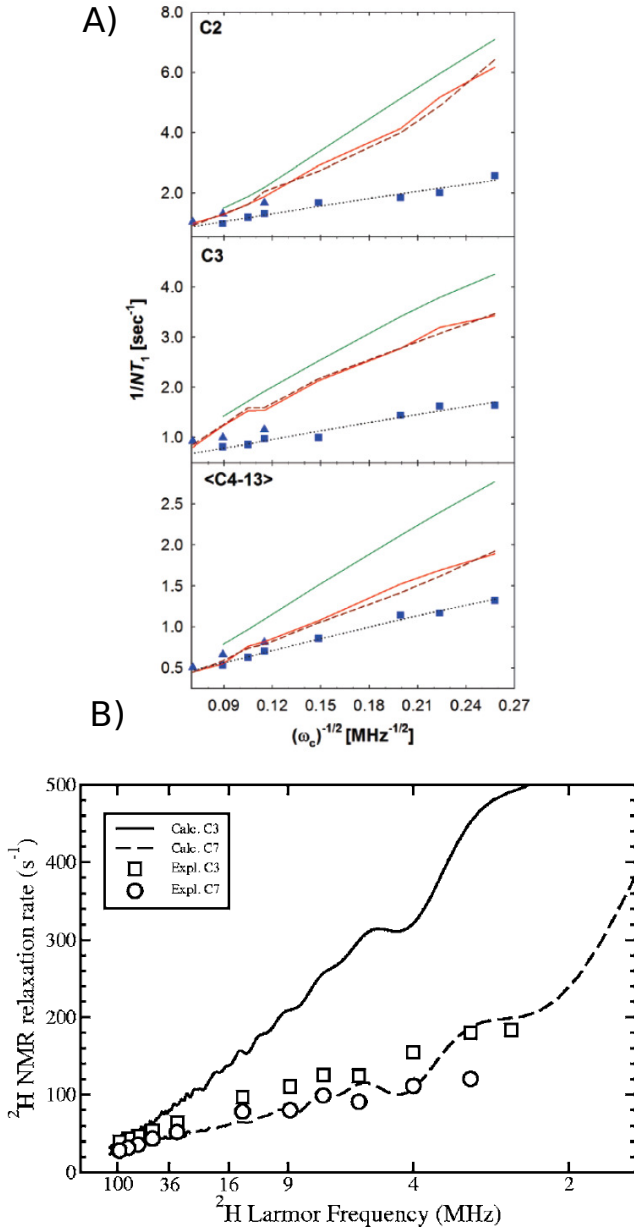 A)
C2
8.0
6.0
4.0
2.0
C3
4.0
3.0
2.0
1.0
1/NT1 [sec-1]
<C4-13>
2.5
2.0
1.5
1.0
0.5
0.09 0.12 0.15 0.18 0.21 0.24 0.27
(ωc)-1/2 [MHz-1/2]
B)
500
400
300
200
100
0
2H NMR relaxation rate (s-1)
Calc. C3
Calc. C7
Expl. C3
Expl. C7
100 36 16 9 4 2
2H Larmor Frequency (MHz)